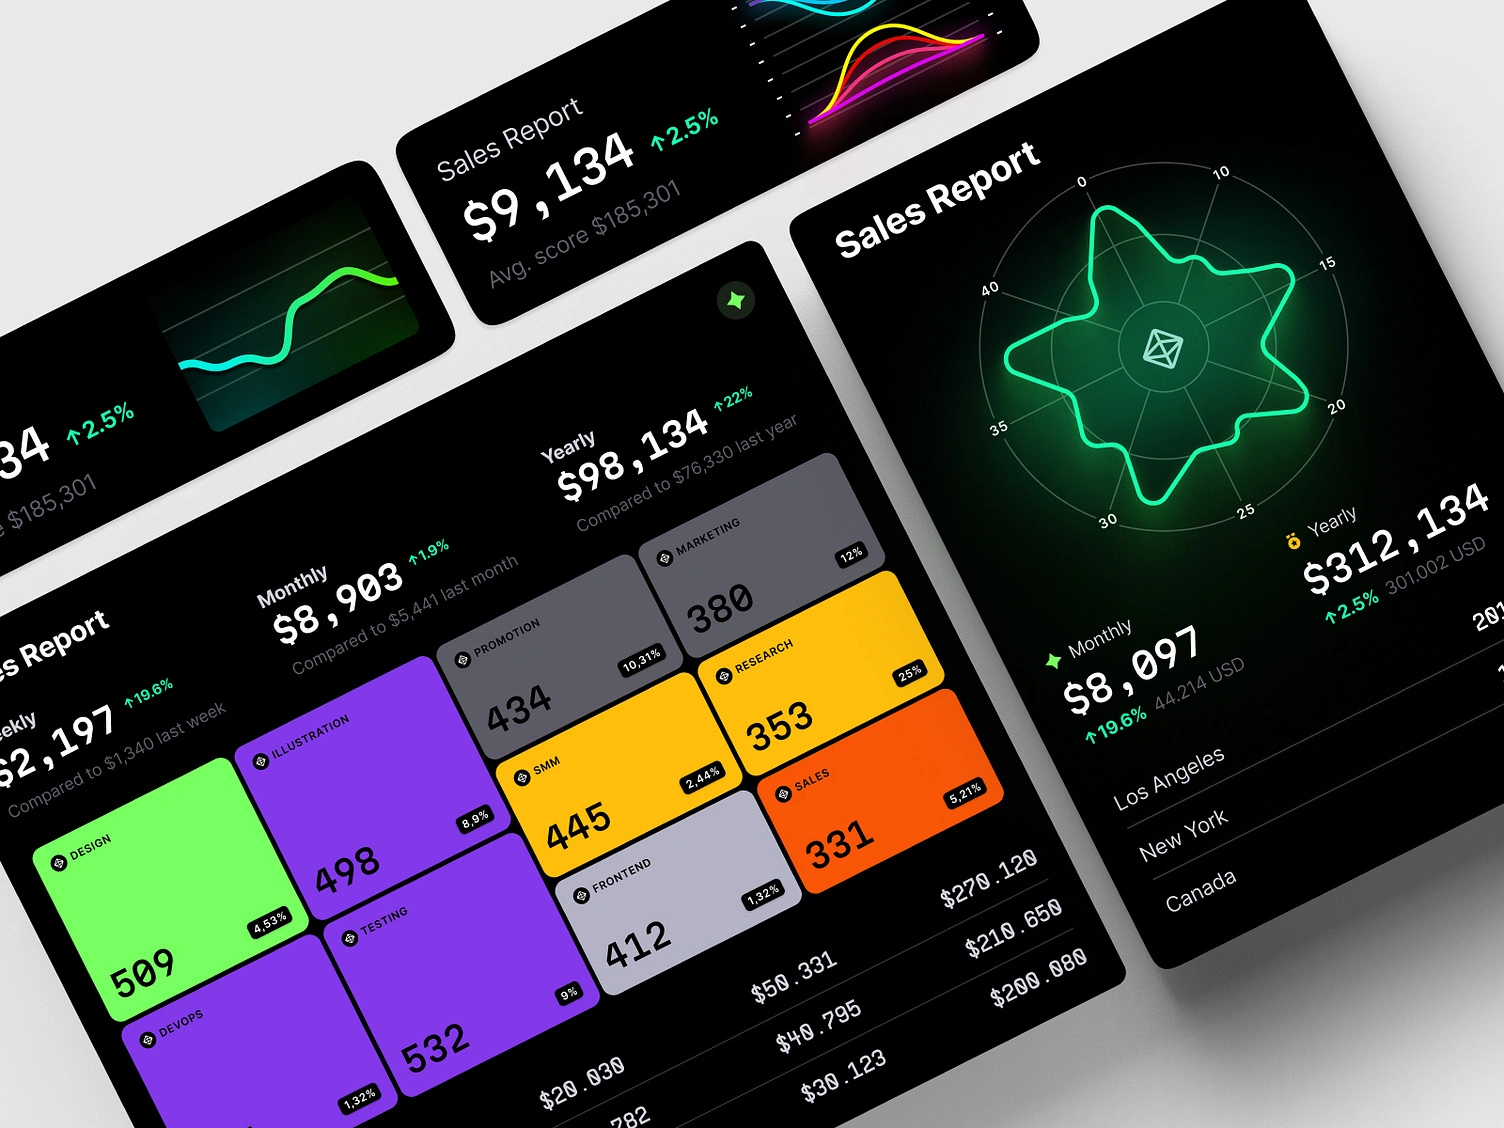 Sales Report
$9,134 ↑2.5%
Avg. score $185,301
34 ↑2.5%
$185,301
Sales Report
0
10
15
20
25
30
35
40
Monthly
$8,097
↑19.6% 44.214 USD
Yearly
$312,134
↑2.5% 301.002 USD
201
Los Angeles
New York
Canada
es Report
eekly
$2,197 ↑19.6%
Compared to $1,340 last week
Monthly
$8,903 ↑1.9%
Compared to $5,441 last month
Yearly
$98,134 ↑22%
Compared to $76,330 last year
DESIGN
509
4,53%
ILLUSTRATION
498
8,9%
PROMOTION
434
10,31%
MARKETING
380
12%
SMM
445
2,44%
RESEARCH
353
25%
DEVOPS
1,32%
TESTING
532
9%
FRONTEND
412
1,32%
SALES
331
5,21%
$20.030 $50.331 $270.120
782 $40.795 $210.650
$30.123 $200.080